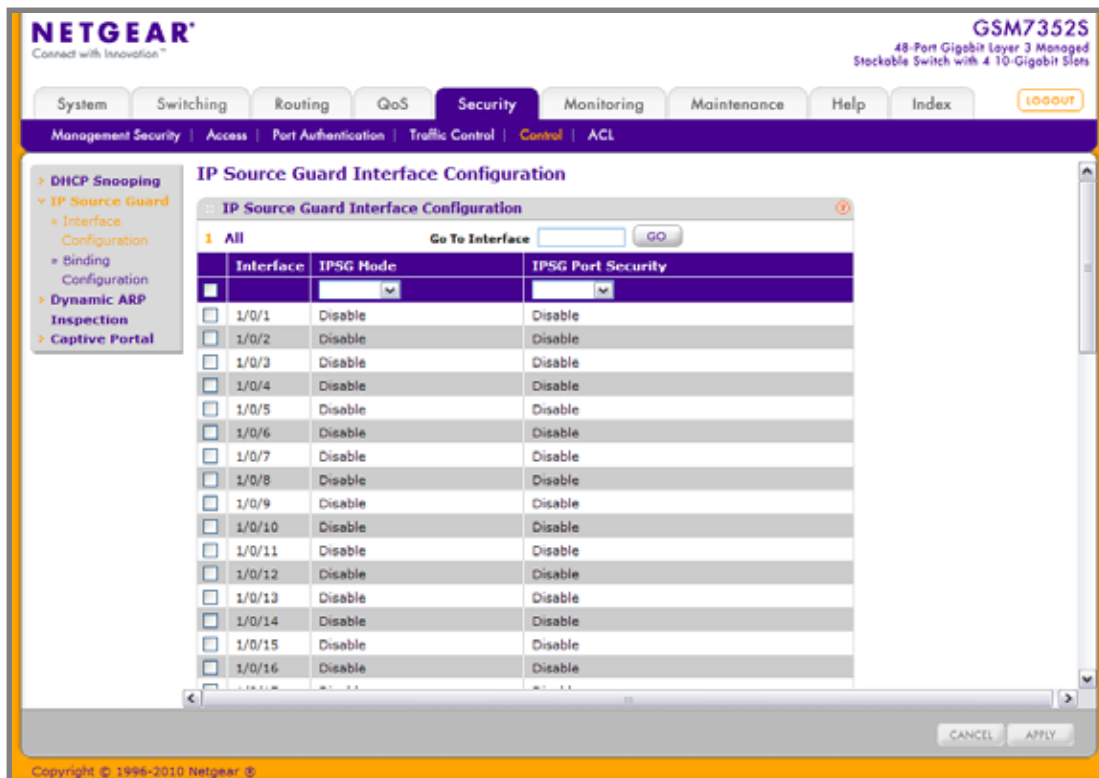 NETGEAR®
Connect with Innovation™
GSM7352S
48-Port Gigabit Layer 3 Managed
Stackable Switch with 4 10-Gigabit Slots
System Switching Routing QoS Security Monitoring Maintenance Help Index LOGOUT
Management Security | Access | Port Authentication | Traffic Control | Control | ACL
DHCP Snooping
IP Source Guard
» Interface
Configuration
» Binding
Configuration
Dynamic ARP
Inspection
Captive Portal
IP Source Guard Interface Configuration
IP Source Guard Interface Configuration
1 All Go To Interface GO
Interface IPSG Mode IPSG Port Security
1/0/1 Disable Disable
1/0/2 Disable Disable
1/0/3 Disable Disable
1/0/4 Disable Disable
1/0/5 Disable Disable
1/0/6 Disable Disable
1/0/7 Disable Disable
1/0/8 Disable Disable
1/0/9 Disable Disable
1/0/10 Disable Disable
1/0/11 Disable Disable
1/0/12 Disable Disable
1/0/13 Disable Disable
1/0/14 Disable Disable
1/0/15 Disable Disable
1/0/16 Disable Disable
CANCEL APPLY
Copyright © 1996-2010 Netgear ®